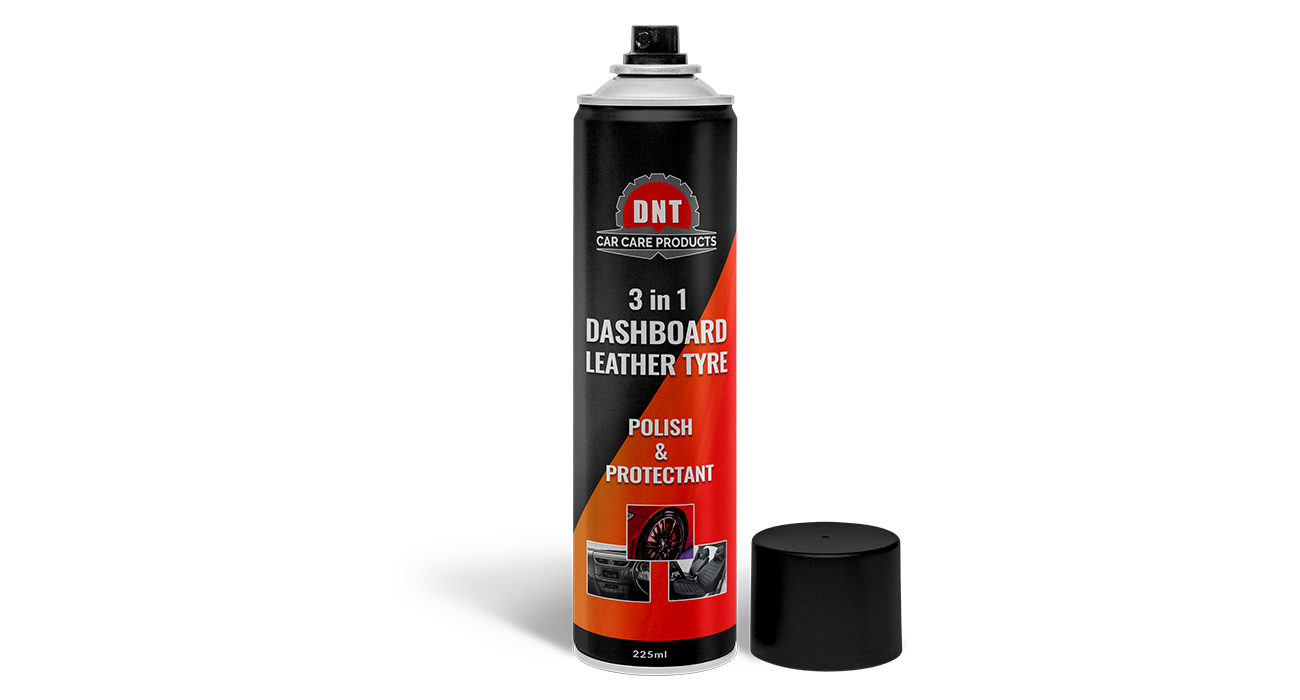 DNT
CAR CARE PRODUCTS
3 in 1
DASHBOARD
LEATHER TYRE
POLISH
&
PROTECTANT
225ml